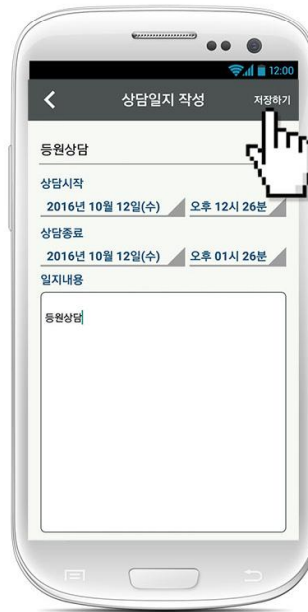 12:00
상담일지 작성 저장하기
등원상담
상담시작
2016년 10월 12일(수) 오후 12시 26분
상담종료
2016년 10월 12일(수) 오후 01시 26분
일지내용
등원상담